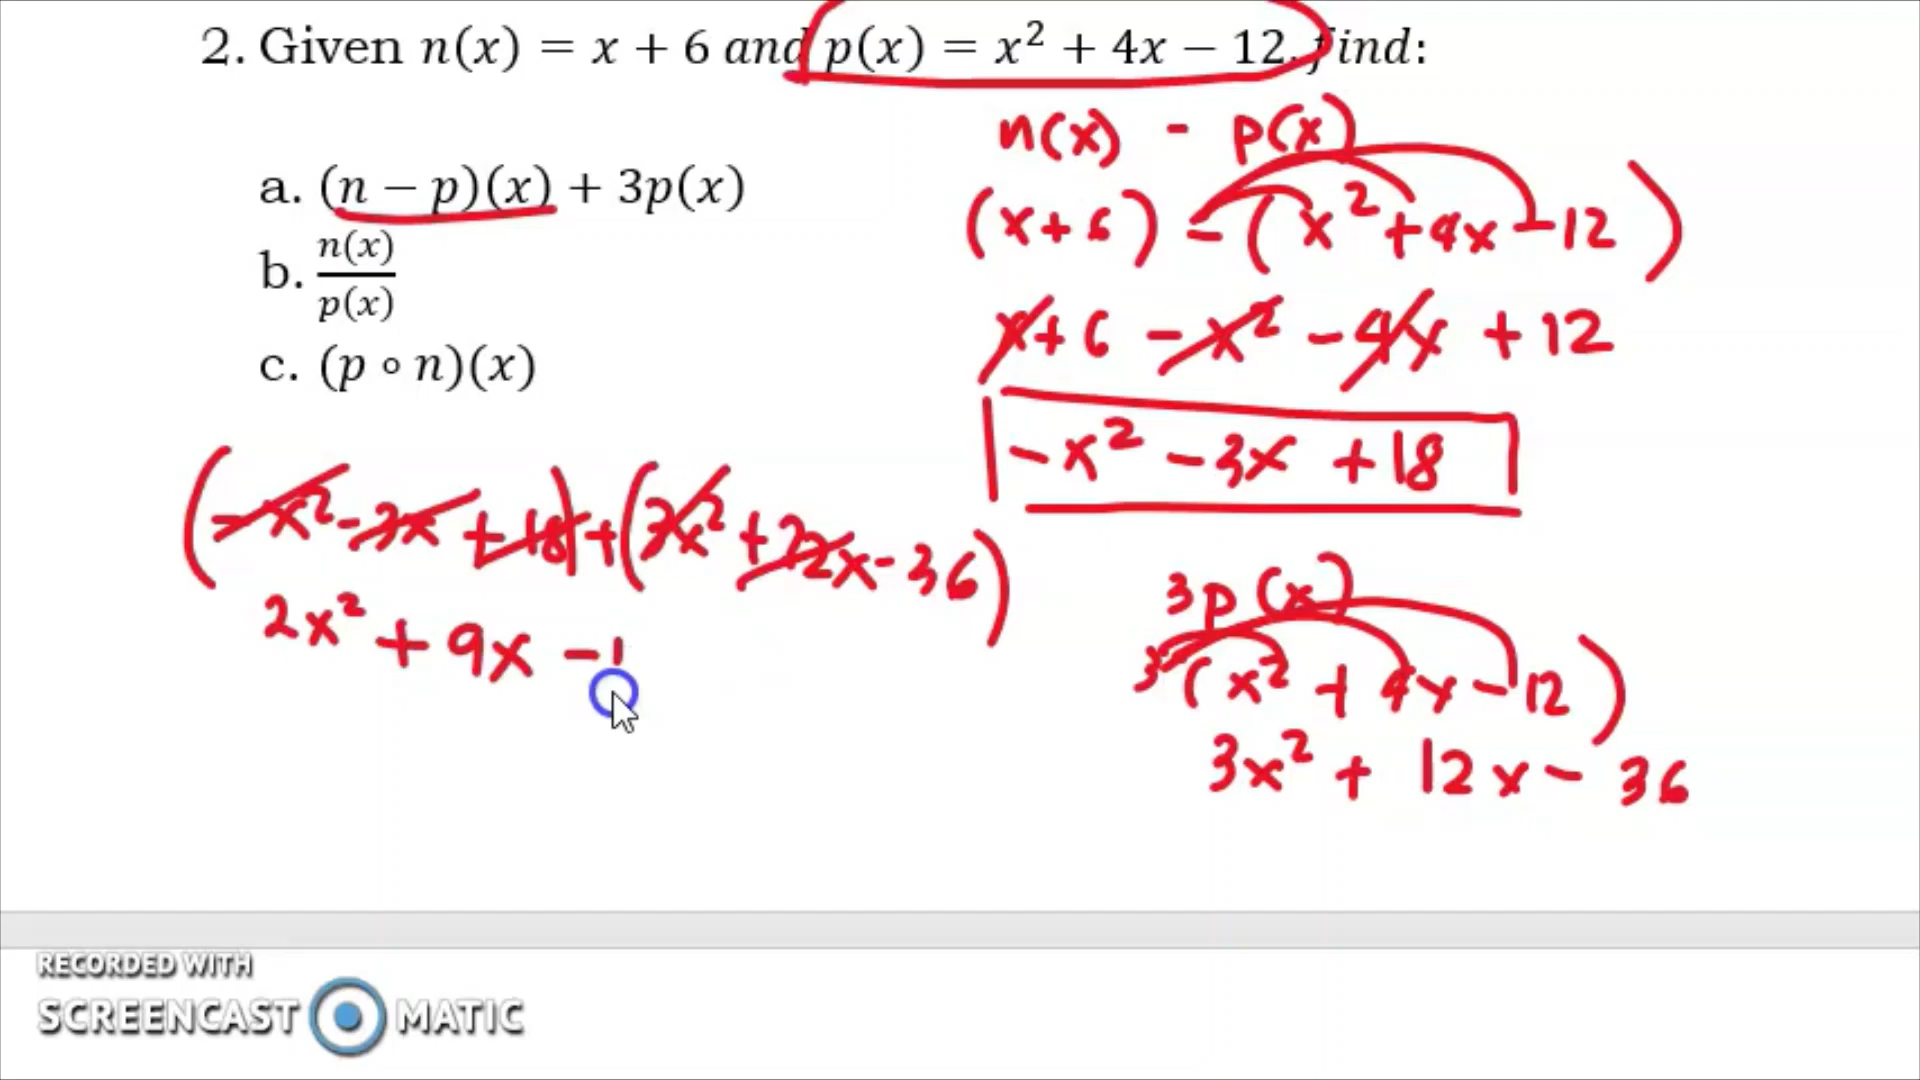 2. Given n(x) = x + 6 and p(x) = x² + 4x − 12, find:
a. (n − p)(x) + 3p(x)
b. n(x)/p(x)
c. (p ∘ n)(x)
n(x) - p(x)
(x+6) - (x² + 4x - 12)
x + 6 - x² - 4x + 12
-x² - 3x + 18
(-x² - 3x + 18) + (3x² + 12x - 36)
2x² + 9x - 1
3p(x)
3(x² + 4x - 12)
3x² + 12x - 36
RECORDED WITH
SCREENCAST MATIC